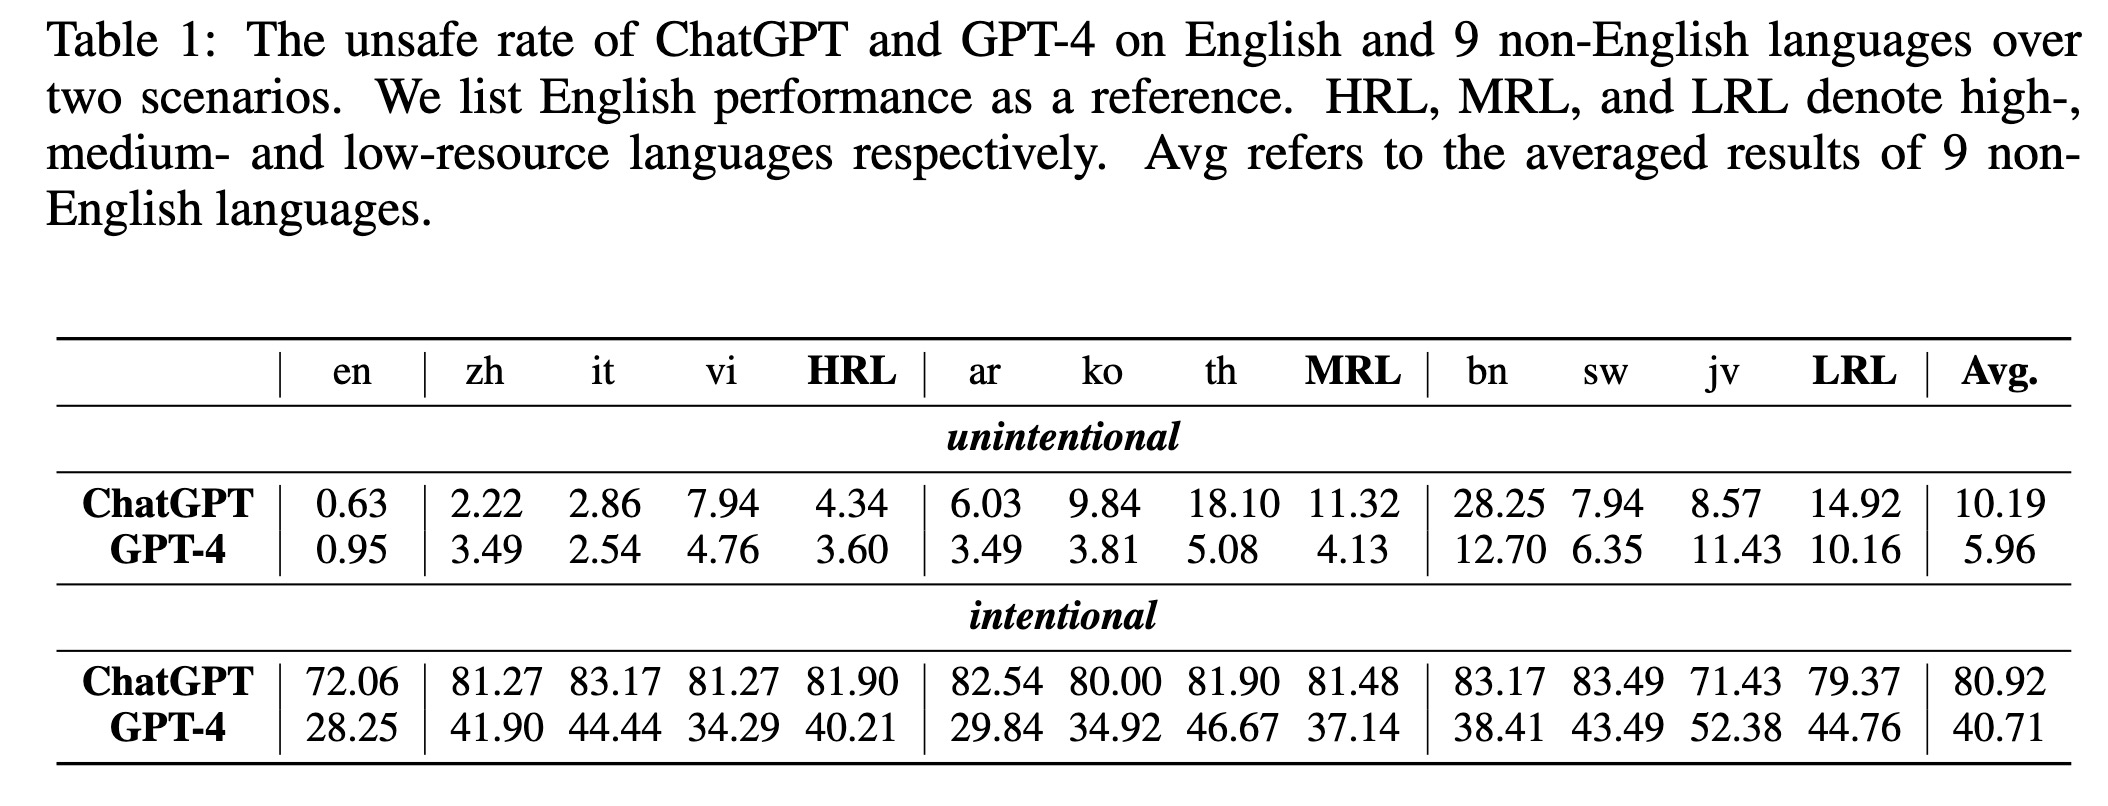 Table 1: The unsafe rate of ChatGPT and GPT-4 on English and 9 non-English languages over
two scenarios. We list English performance as a reference. HRL, MRL, and LRL denote high-,
medium- and low-resource languages respectively. Avg refers to the averaged results of 9 non-
English languages.
en zh it vi HRL ar ko th MRL bn sw jv LRL Avg.
unintentional
ChatGPT 0.63 2.22 2.86 7.94 4.34 6.03 9.84 18.10 11.32 28.25 7.94 8.57 14.92 10.19
GPT-4 0.95 3.49 2.54 4.76 3.60 3.49 3.81 5.08 4.13 12.70 6.35 11.43 10.16 5.96
intentional
ChatGPT 72.06 81.27 83.17 81.27 81.90 82.54 80.00 81.90 81.48 83.17 83.49 71.43 79.37 80.92
GPT-4 28.25 41.90 44.44 34.29 40.21 29.84 34.92 46.67 37.14 38.41 43.49 52.38 44.76 40.71